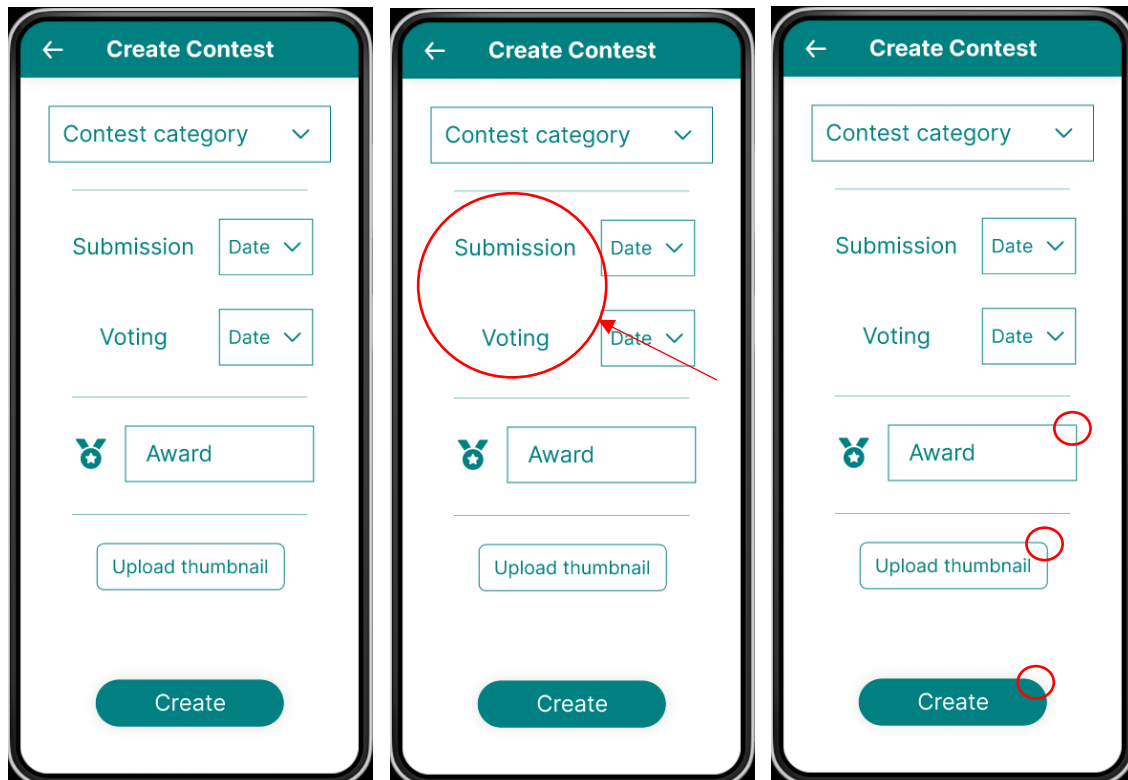 Create Contest
Contest category
Submission
Date
Voting
Date
Award
Upload thumbnail
Create
Create Contest
Contest category
Submission
Date
Voting
Date
Award
Upload thumbnail
Create
Create Contest
Contest category
Submission
Date
Voting
Date
Award
Upload thumbnail
Create